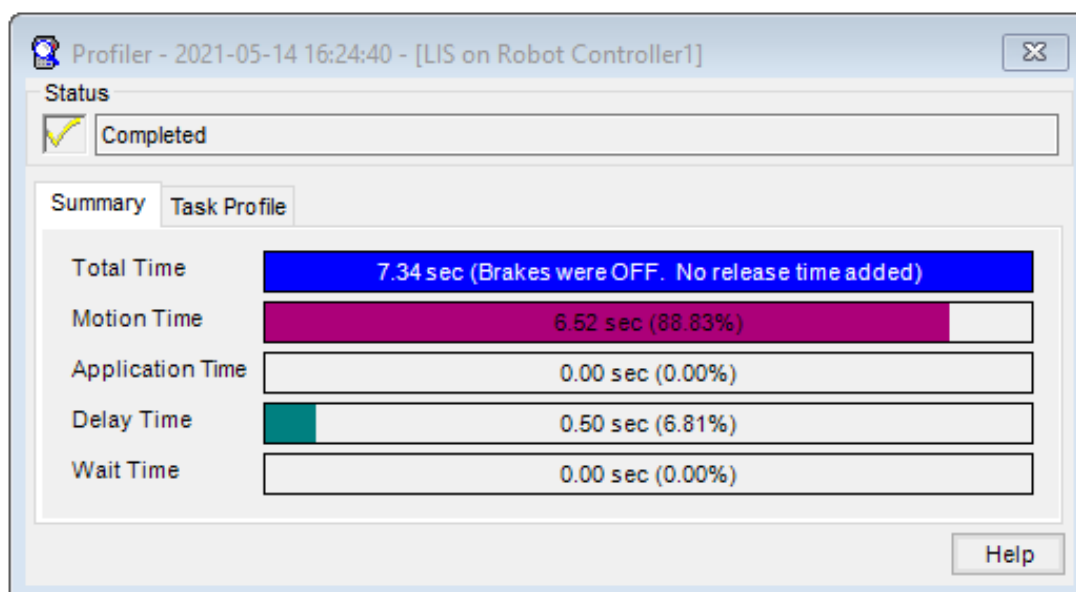 Profiler - 2021-05-14 16:24:40 - [LIS on Robot Controller1]
Status
Completed
Summary Task Profile
Total Time 7.34 sec (Brakes were OFF. No release time added)
Motion Time 6.52 sec (88.83%)
Application Time 0.00 sec (0.00%)
Delay Time 0.50 sec (6.81%)
Wait Time 0.00 sec (0.00%)
Help